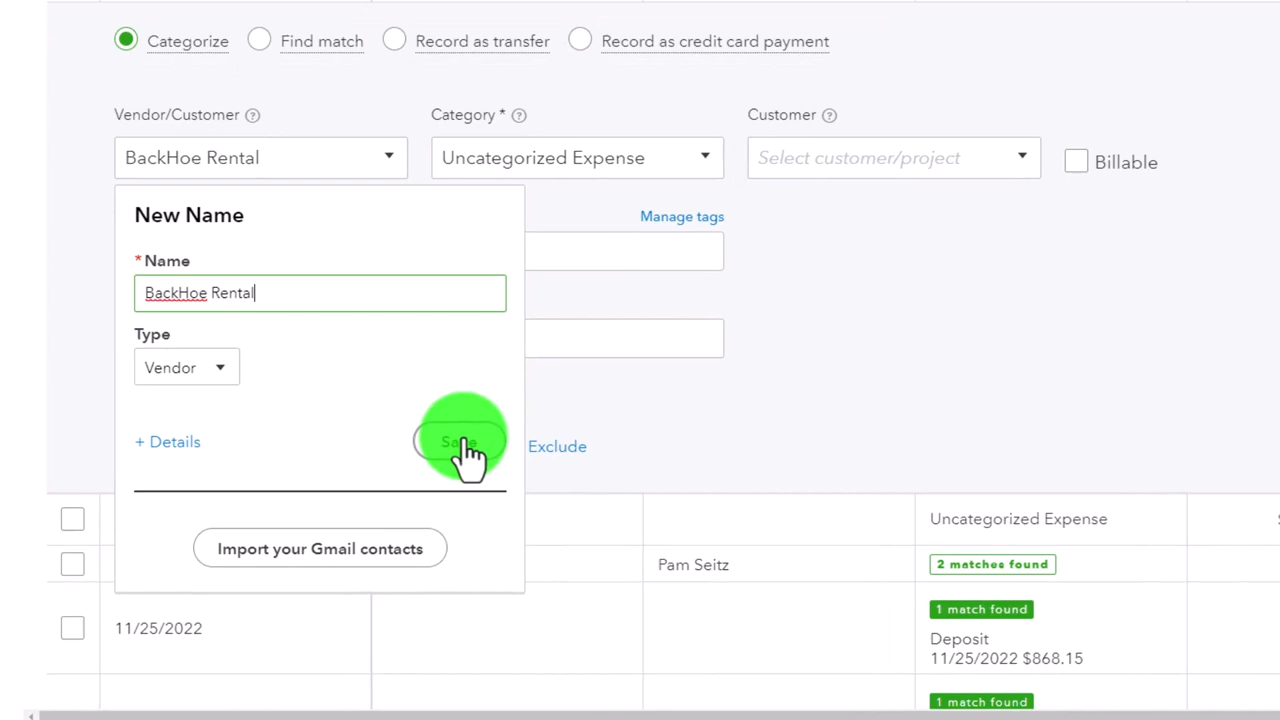 Categorize Find match Record as transfer Record as credit card payment
Vendor/Customer ? Category * ? Customer ?
BackHoe Rental Uncategorized Expense Select customer/project Billable
New Name
Manage tags
* Name
BackHoe Rental
Type
Vendor
+ Details Save Exclude
Import your Gmail contacts
Uncategorized Expense
Pam Seitz 2 matches found
1 match found
11/25/2022 Deposit
11/25/2022 $868.15
1 match found